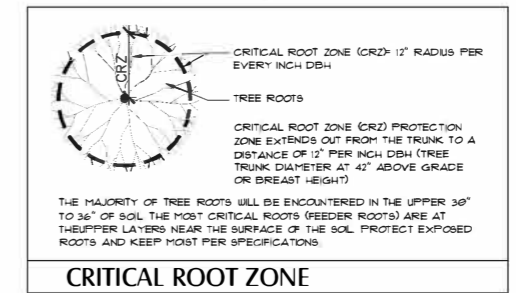 CRZ
CRITICAL ROOT ZONE (CRZ)= 12" RADIUS PER
EVERY INCH DBH
TREE ROOTS
CRITICAL ROOT ZONE (CRZ) PROTECTION
ZONE EXTENDS OUT FROM THE TRUNK TO A
DISTANCE OF 12" PER INCH DBH (TREE
TRUNK DIAMETER AT 42" ABOVE GRADE
OR BREAST HEIGHT)
THE MAJORITY OF TREE ROOTS WILL BE ENCOUNTERED IN THE UPPER 30"
TO 36" OF SOIL THE MOST CRITICAL ROOTS (FEEDER ROOTS) ARE AT
THEUPPER LAYERS NEAR THE SURFACE OF THE SOIL PROTECT EXPOSED
ROOTS AND KEEP MOIST PER SPECIFICATIONS
CRITICAL ROOT ZONE